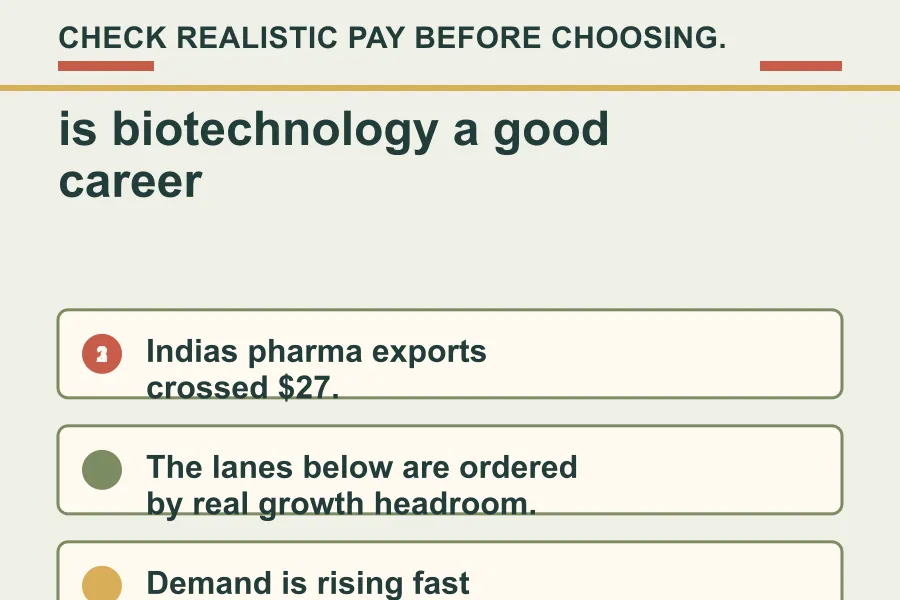 CHECK REALISTIC PAY BEFORE CHOOSING.
is biotechnology a good
career
Indias pharma exports
crossed $27.
The lanes below are ordered
by real growth headroom.
Demand is rising fast